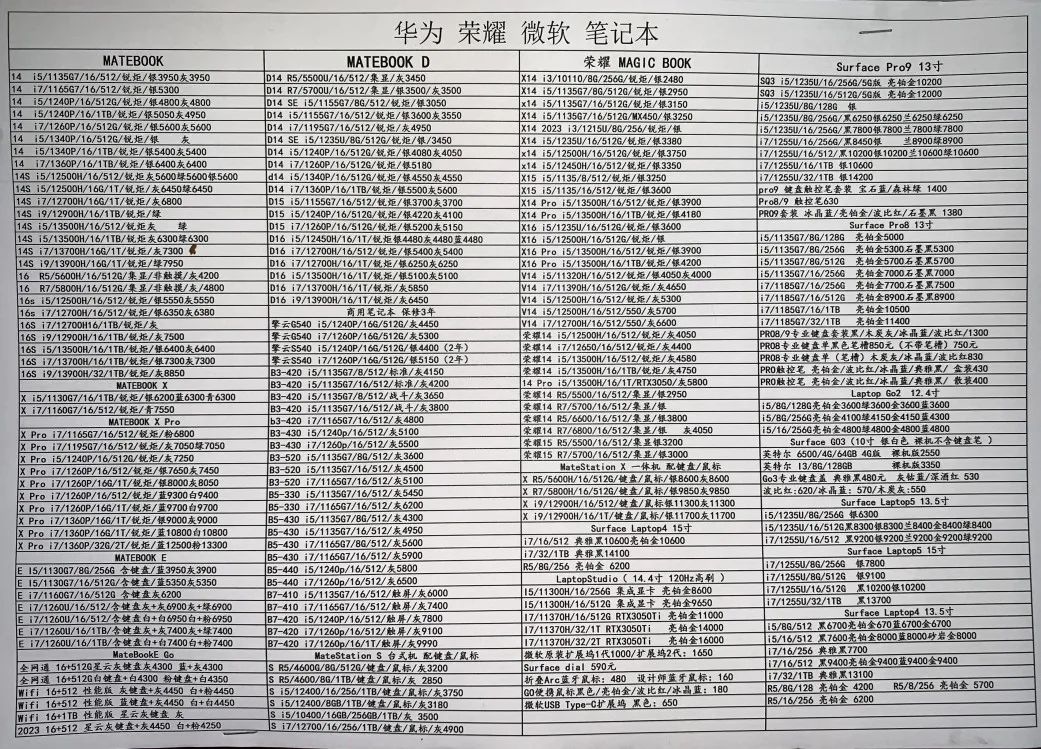 华为 荣耀 微软 笔记本
MATEBOOK
14 i5/1135G7/16/512/锐炬/银3950灰3950
14 i7/1165G7/16/512/锐炬/银5300
14 i5/1240P/16/512G/锐炬/银4800灰4800
14 i5/1240P/16/1TB/锐炬/银5050灰4950
14 i7/1260P/16/512G/锐炬/银5600灰5600
14 i5/1340P/16/512G/锐炬/银 灰
14 i5/1340P/16/1TB/锐炬/银5400灰5400
14 i7/1360P/16/1TB/锐炬/银6400灰6400
14S i5/12500H/16/512/锐炬/灰5600绿5600银5600
14S i5/12500H/16G/1T/锐炬/灰6450绿6450
14S i7/12700H/16G/1T/锐炬/灰6800
14S i9/12900H/16/1TB/锐炬/绿
14S i5/13500H/16/512/锐炬灰 绿
14S i5/13500H/16/1TB/锐炬灰6300绿6300
14S i7/13700H/16G/1T/锐炬/灰7300
14S i9/13900H/16G/1T/锐炬/绿7950
16 R5/5600H/16/512G/集显/非触摸/灰4200
16 R7/5800H/16/512G/集显/非触摸/灰/4800
16s i5/12500H/16/512/锐炬/银5550灰5550
16s i7/12700H/16/512/锐炬/银6350灰6380
16S i7/12700H16/1TB/锐炬/灰
16S i9/12900H/16/1TB/锐炬/灰7500
16S i5/13500H/16/1TB/锐炬/银6400灰6400
16S i7/13700H/16/1TB/锐炬/银7300灰7300
16S i9/13900H/32/1TB/锐炬/灰8850
MATEBOOK X
X i5/1130G7/16/1TB/锐炬/银6200蓝6300青6300
X i7/1160G7/16/512/锐炬/青7550
MATEBOOK X Pro
X Pro i7/1165G7/16/512/锐炬/粉6800
X Pro i7/1195G7/16/512/锐炬/灰7050绿7050
X Pro i5/1240P/16/512G/锐炬/灰7250
X Pro i7/1260P/16/512/锐炬/银7650灰7450
X Pro i7/1260P/16G/1T/锐炬/银8000灰8050
X Pro i7/1260P/16/512/锐炬/蓝9300白9400
X Pro i7/1260P/16G/1T/锐炬/蓝9700白9700
X Pro i7/1360P/16G/1T/锐炬/银9000灰9000
X Pro i7/1360P/16G/1T/锐炬/蓝10800白10800
X Pro i7/1360P/32G/2T/锐炬/蓝12500粉13300
MATEBOOK E
E I5/1130G7/8G/256G 含键盘/蓝3950灰3900
E I5/1130G7/16/512G 含键盘/蓝5350灰5350
E I7/1160G7/16/512G 含键盘灰6200
E I7/1260U/16/512/含键盘灰+灰6900灰+绿6900
E I7/1260U/16/512/含键盘白+白6950白+粉6950
E I7/1260U/16/1TB/含键盘灰+灰7400灰+绿7400
E I7/1260U/16/1TB/含键盘白+白7400白+粉7400
MateBookE Go
全网通 16+512G星云灰键盘灰4300 蓝+灰4300
全网通 16+512G白键盘+白4300 粉键盘+白4350
Wifi 16+512 性能版 灰键盘+灰4450 白+粉4450
Wifi 16+512 性能版 蓝键盘+灰4450 白+白4450
Wifi 16+1TB 性能版 星云灰键盘 灰
2023 16+512 星云灰键盘+灰4450 白+粉4250
MATEBOOK D
D14 R5/5500U/16/512/集显/灰3450
D14 R7/5700U/16/512/集显/银3500/灰3500
D14 SE i5/1155G7/8G/512/锐炬/银3050
D14 i5/1155G7/16/512/锐炬/银3600灰3550
D14 i7/1195G7/16/512/锐炬/灰4950
D14 SE i5/1235U/8G/512/锐炬/银/3450
D14 i5/1240P/16/512G/锐炬/银4080灰4050
D14 i7/1260P/16/512G/锐炬/银5180
d14 i5/1340P/16/512G/锐炬/银4550灰4550
D14 i7/1360P/16/1TB/锐炬/银5500灰5600
D15 i5/1155G7/16/512/锐炬/银3700灰3700
D15 i5/1240P/16/512G/锐炬/银4220灰4100
D15 i7/1260P/16/512G/锐炬/银5200灰5150
D16 i5/12450H/16/1T/锐炬银4480灰4480蓝4480
D16 i7/12700H/16/512/锐炬/银5400灰5400
D16 i7/12700H/16/1T/锐炬银6250灰6250
D16 i5/13500H/16/1T/锐炬/银5100灰5100
D16 i7/13700H/16/1T/锐炬/灰5850
D16 i9/13900H/16/1T/锐炬/灰6450
商用笔记本 保修3年
擎云G540 i5/1240P/16G/512G/灰4450
擎云G540 i7/1260P/16G/512G/灰5300
擎云S540 i5/1240P/16G/512G/银4400 (2年)
擎云S540 i7/1260P/16G/512G/银5150 (2年)
B3-420 i5/1135G7/8/512/标准/灰4150
B3-420 i5/1135G7/16/512/标准/灰4200
B3-420 i5/1135G7/8/512/战斗/灰3650
B3-420 i5/1135G7/16/512/战斗/灰3800
b3-420 i7/1165G7/16/512/灰4800
B3-430 i5/1240p/16/512/灰5100
B3-430 i7/1260p/16/512/灰5500
B3-520 i5/1135G7/8G/512/灰3600
B3-520 i5/1135G7/16/512/灰4500
B3-520 i7/1165G7/16/512/灰5100
B5-330 i5/1135G7/16/512/灰5450
B5-330 i7/1165G7/16/512/灰6200
B5-430 i5/1135G7/8G/512/灰4300
B5-430 i5/1135G7/16/512/灰4950
B5-430 i7/1165G7/8G/512/灰5600
B5-430 i7/1165G7/16/512/灰5900
B5-440 i5/1240p/16/512/灰5800
B5-440 i7/1260p/16/512/灰6500
B7-410 i5/1135G7/16/512/触屏/灰6000
B7-410 i7/1165G7/16/512/触屏/灰7400
B7-420 i5/1240P/16/512/触屏/灰7800
B7-420 i7/1260p/16/512/触屏/灰9100
B7-420 i7/1260p/16/1T/触屏/灰9990
MateStation S 台式机 配键盘/鼠标
S R5/4600G/8G/512G/键盘/鼠标/灰3200
S R5/4600/8G/1TB/键盘/鼠标/灰 2850
S i5/12400/16/256/1TB/键盘/鼠标/灰3750
S i5/12400/8GB/1TB/键盘/鼠标/灰3180
S i5/10400/16GB/256GB/1TB/灰 3500
S i7/12700/16/256/1TB/键盘/鼠标/灰4900
荣耀 MAGIC BOOK
X14 i3/10110/8G/256G/锐炬/银2480
X14 i5/1135G7/8G/512G/锐炬/银2950
x14 i5/1135G7/16/512G/锐炬/银3150
X14 i5/1135G7/16/512G/MX450/银3250
X14 2023 i3/1215U/8G/256/锐炬/银
x14 i5/1235U/16/512G/锐炬/银3380
x14 i5/12500H/16/512G/锐炬/银3750
x14 i5/12450H/16/512/锐炬/银3350
X15 i5/1135/8/512/锐炬/银3250
X15 i5/1135/16/512/锐炬/银3600
X14 Pro i5/13500H/16/512/锐炬/银3900
X14 Pro i5/13500H/16/1TB/锐炬/银4180
X16 i5/1235U/16/512G/锐炬/银3600
X16 i5/12500H/16/512G/锐炬/银
X16 Pro i5/13500H/16/512/锐炬/银3900
X16 Pro i5/13500H/16/1TB/锐炬/银4200
V14 i5/11320H/16/512/锐炬/银4050灰4000
V14 i7/11390H/16/512G/锐炬/灰4650
V14 i5/12500H/16/512/锐炬/灰5300
V14 i5/12500H/16/512/550/灰5700
V14 i7/12700H/16/512/550/灰6600
荣耀14 i5/12500H/16/512/锐炬/灰4050
荣耀14 i7/12650/16/512/锐炬/灰4400
荣耀14 i5/13500H/16/512/锐炬/灰4580
荣耀14 i5/13500H/16/1TB/锐炬/灰4750
14 Pro i5/13500H/16/1T/RTX3050/灰5800
荣耀14 R5/5500/16/512/集显/银2950
荣耀14 R7/5700/16/512/集显/银
荣耀14 R5/6600/16/512/集显/银3800
荣耀14 R7/6800/16/512/集显/银 灰4050
荣耀15 R5/5500/16/512/集显银3200
荣耀15 R7/5700/16/512/集显/银3000
MateStation X 一体机 配键盘/鼠标
X R5/5600H/16/512G/键盘/鼠标/银8600灰8600
X R7/5800H/16/512G/键盘/鼠标/银9850灰9850
X i9/12900H/16/512/键盘/鼠标银11300灰11300
X i9/12900H/16/1T/键盘/鼠标/银11700灰11700
Surface Laptop4 15寸
i7/16/512 典雅黑10600亮铂金10600
i7/32/1TB 典雅黑14100
R5/8G/256 亮铂金 6200
LaptopStudio ( 14.4寸 120Hz高刷 )
I5/11300H/16/256G 集成显卡 亮铂金8600
I5/11300H/16/512G 集成显卡 亮铂金9650
I7/11370H/16/512G RTX3050Ti 亮铂金 11000
I7/11370H/32/1T RTX3050Ti 亮铂金 14000
I7/11370H/32/2T RTX3050Ti 亮铂金 16000
微软原装扩展坞1代1000/扩展坞2代: 1650
Surface dial 590元
折叠Arc蓝牙鼠标: 480 设计师蓝牙鼠标: 160
GO便携鼠标黑色/亮铂金/波比红/冰晶蓝: 180
微软USB Type-C扩展坞 黑色: 650
Surface Pro9 13寸
SQ3 i5/1235U/16/256G/5G版 亮铂金10200
SQ3 i5/1235U/16/512G/5G版 亮铂金12000
i5/1235U/8G/128G 银
i5/1235U/8G/256G/黑6250银6250兰6250绿6250
i5/1235U/16/256G/黑7800银7800兰7800绿7800
i7/1255U/16/256G/黑8450银 兰8900绿8900
i7/1255U/16/512/黑10200银10200兰10600绿10600
i7/1255U/16/1TB 银10600
i7/1255U/32/1TB 银14200
pro9 键盘触控笔套装 宝石蓝/森林绿 1400
Pro8/9 触控笔630
PRO9套装 冰晶蓝/亮铂金/波比红/石墨黑 1380
Surface Pro8 13寸
i5/1135G7/8G/128G 亮铂金5000
i5/1135G7/8G/256G 亮铂金5300石墨黑5300
i5/1135G7/8G/512G 亮铂金5700石墨黑5700
i5/1135G7/16/256G 亮铂金7000石墨黑7000
i7/1185G7/16/256G 亮铂金7700石墨黑7500
i7/1185G7/16/512G 亮铂金8900石墨黑8900
i7/1185G7/16/1TB 亮铂金10500
i7/1185G7/32/1TB 亮铂金11400
PRO8/9专业键盘套装黑/木炭灰/冰晶蓝/波比红/1300
PRO8专业键盘单黑色笔槽850元 (不带笔槽) 750元
PRO8专业键盘单 (笔槽) 木炭灰/冰晶蓝/波比红830
PRO触控笔 亮铂金/波比红/冰晶蓝/典雅黑/ 盒装430
PRO触控笔 亮铂金/波比红/冰晶蓝/典雅黑/ 散装400
Laptop Go2 12.4寸
i5/8G/128G亮铂金3600绿3600金3600蓝3600
i5/8G/256G亮铂金4100绿4150金4150蓝4300
i5/16/256G亮铂金4800绿4800金4800蓝4800
Surface GO3 (10寸 银白色 裸机不含键盘笔 )
英特尔 6500/4G/64GB 4G版 裸机版2550
英特尔 I3/8G/128GB 裸机版3350
Go3专业键盘盖 典雅黑480元 灰钴蓝/深酒红 530
波比红:620/冰晶蓝: 570/木炭灰:550
Surface Laptop5 13.5寸
i5/1235U/8G/256G 银6300
i5/1235U/16/512G黑8300银8300兰8400金8400绿8400
i7/1255U/16/512G 黑9200银9200兰9200金9200绿9200
Surface Laptop5 15寸
i7/1255U/8G/256G 银7800
i7/1255U/8G/512G 银9100
i7/1255U/16/512G 黑10200银10200
i7/1255U/32/1TB 黑13700
Surface Laptop4 13.5寸
i5/8G/512 黑6700亮铂金670蓝6700金6700
i5/16/512 黑7600亮铂金8000蓝8000砂岩金8000
i7/16/256 典雅黑7700
i7/16/512 黑9400亮铂金9400蓝9400金9400
i7/32/1TB 典雅黑13100
R5/8G/128 亮铂金 4200 R5/8/256 亮铂金 5700
R5/16/256 亮铂金 6200